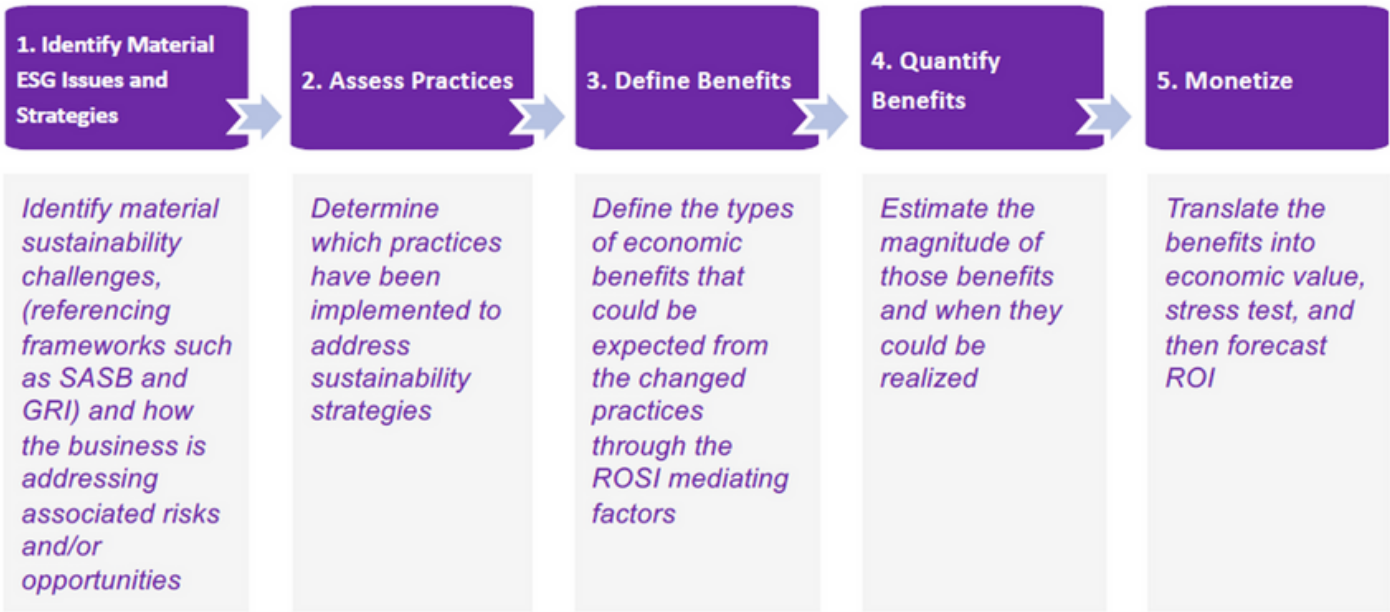 1. Identify Material
ESG Issues and
Strategies
2. Assess Practices
3. Define Benefits
4. Quantify
Benefits
5. Monetize
Identify material
sustainability
challenges,
(referencing
frameworks such
as SASB and
GRI) and how
the business is
addressing
associated risks
and/or
opportunities
Determine
which practices
have been
implemented to
address
sustainability
strategies
Define the types
of economic
benefits that
could be
expected from
the changed
practices
through the
ROSI mediating
factors
Estimate the
magnitude of
those benefits
and when they
could be
realized
Translate the
benefits into
economic value,
stress test, and
then forecast
ROI